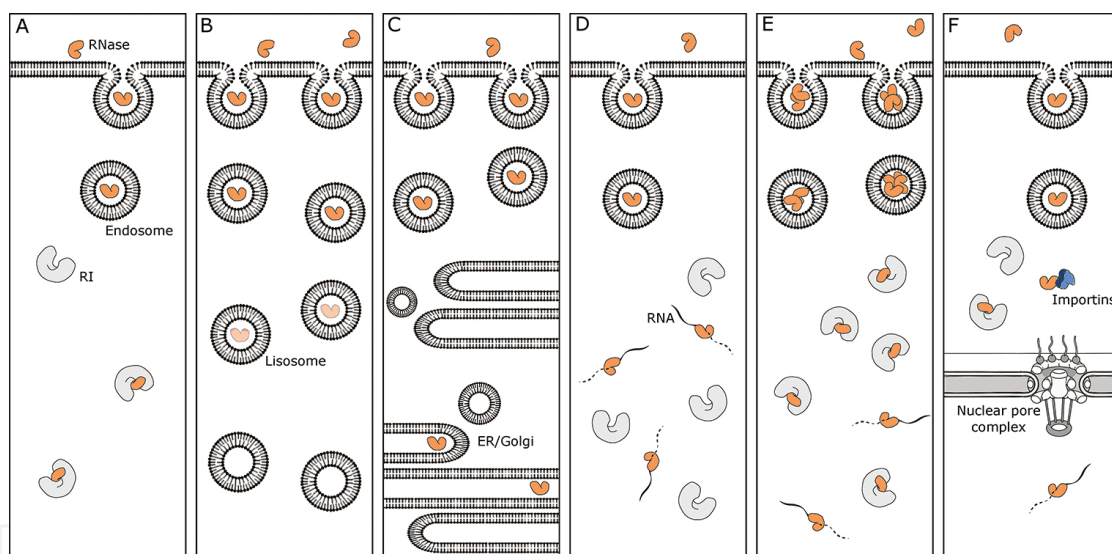 A
RNase
Endosome
RI
B
Lisosome
C
ER/Golgi
D
RNA
E
F
Importins
Nuclear pore
complex